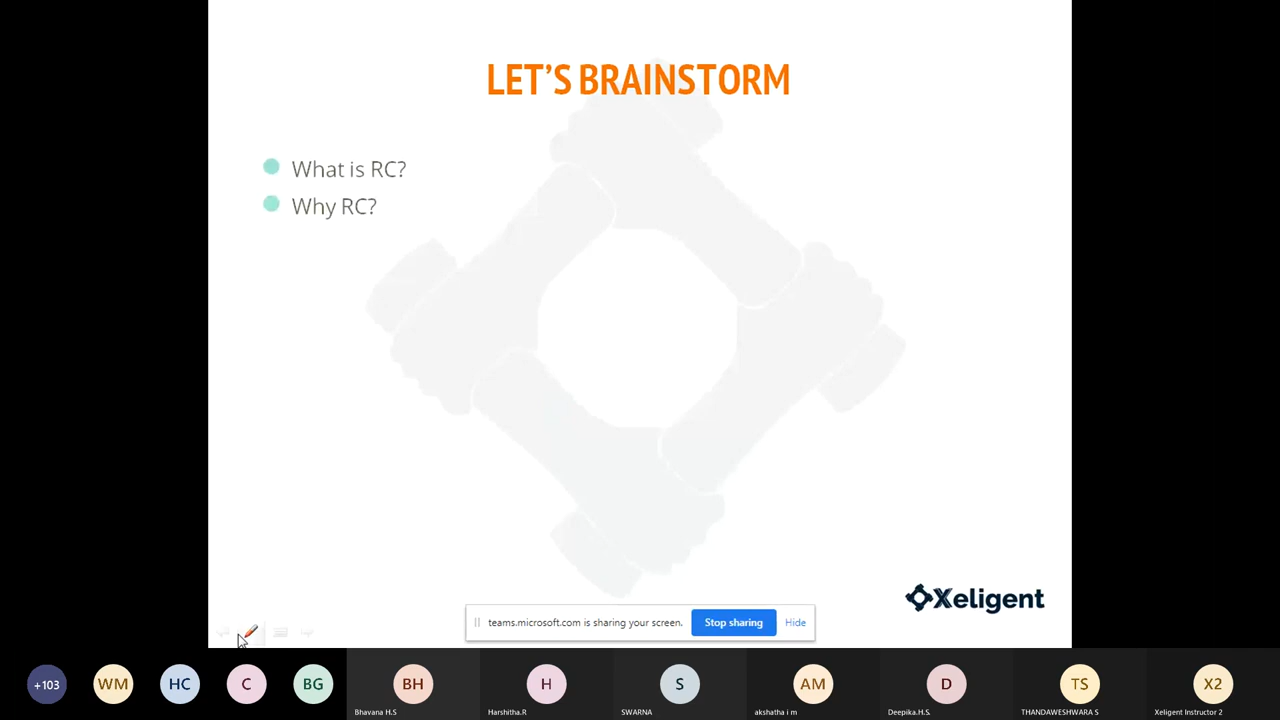 LET'S BRAINSTORM
What is RC?
Why RC?
Xeligent
teams.microsoft.com is sharing your screen.
Stop sharing
Hide
+103
WM
HC
C
BG
BH
H
S
AM
D
TS
X2
Bhavana H.S
Harshitha.R
SWARNA
akshatha i m
Deepika.H.S.
THANDAWESHWARA S
Xeligent Instructor 2